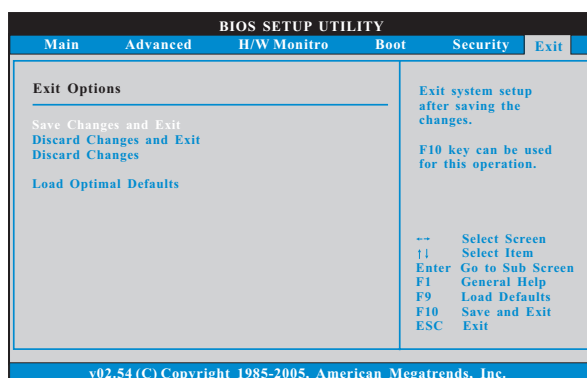 BIOS SETUP UTILITY
Main Advanced H/W Monitro Boot Security Exit
Exit Options
Save Changes and Exit
Discard Changes and Exit
Discard Changes
Load Optimal Defaults
Exit system setup
after saving the
changes.
F10 key can be used
for this operation.
←→ Select Screen
↑↓ Select Item
Enter Go to Sub Screen
F1 General Help
F9 Load Defaults
F10 Save and Exit
ESC Exit
v02.54 (C) Copyright 1985-2005, American Megatrends, Inc.